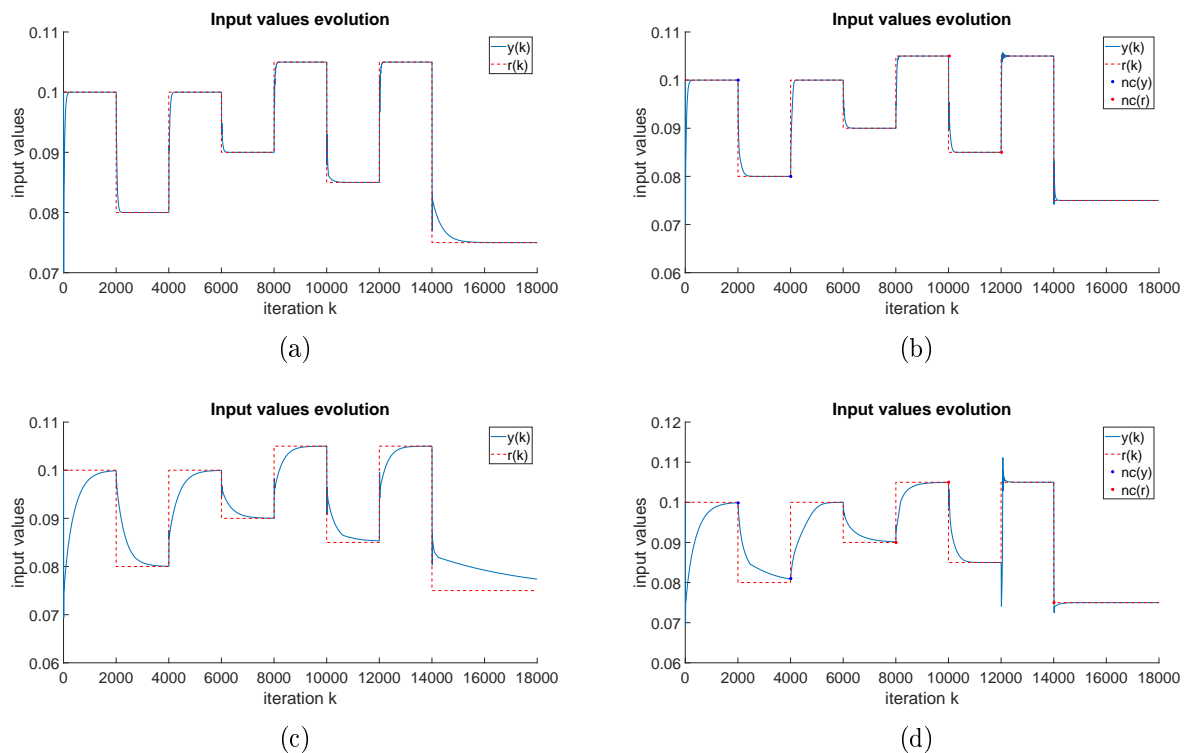 Input values evolution
0.11
0.1
0.09
0.08
0.07
input values
0 2000 4000 6000 8000 10000 12000 14000 16000 18000
iteration k
y(k)
r(k)
(a)
Input values evolution
0.11
0.1
0.09
0.08
0.07
0.06
input values
0 2000 4000 6000 8000 10000 12000 14000 16000 18000
iteration k
y(k)
r(k)
nc(y)
nc(r)
(b)
Input values evolution
0.11
0.1
0.09
0.08
0.07
0.06
input values
0 2000 4000 6000 8000 10000 12000 14000 16000 18000
iteration k
y(k)
r(k)
(c)
Input values evolution
0.12
0.11
0.1
0.09
0.08
0.07
0.06
input values
0 2000 4000 6000 8000 10000 12000 14000 16000 18000
iteration k
y(k)
r(k)
nc(y)
nc(r)
(d)